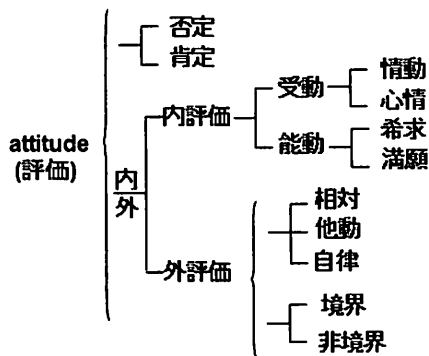 否定
肯定
情動
受動
心情
内評価
希求
能動
満願
attitude
(評価)
内
外
相対
他動
外評価
自律
境界
非境界